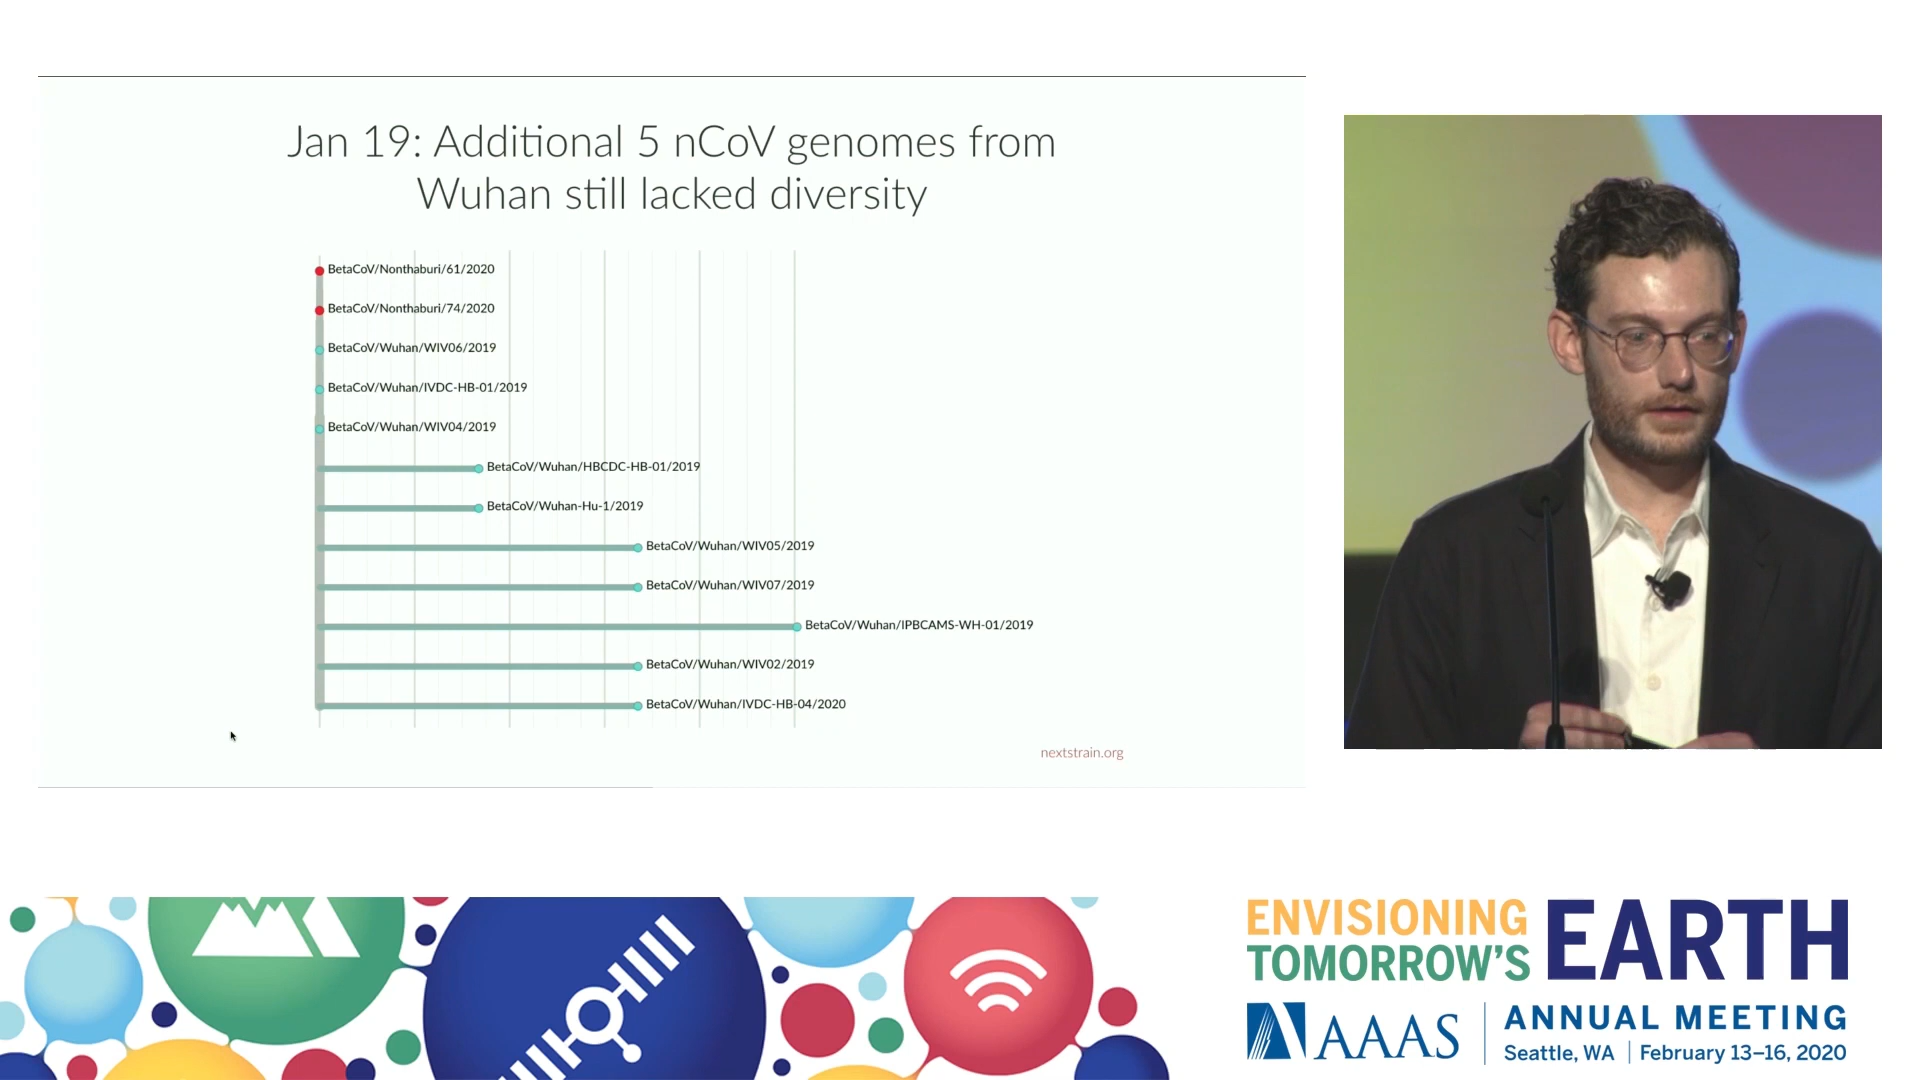 Jan 19: Additional 5 nCoV genomes from
Wuhan still lacked diversity
BetaCoV/Nonthaburi/61/2020
BetaCoV/Nonthaburi/74/2020
BetaCoV/Wuhan/WIV06/2019
BetaCoV/Wuhan/IVDC-HB-01/2019
BetaCoV/Wuhan/WIV04/2019
BetaCoV/Wuhan/HBCDC-HB-01/2019
BetaCoV/Wuhan-Hu-1/2019
BetaCoV/Wuhan/WIV05/2019
BetaCoV/Wuhan/WIV07/2019
BetaCoV/Wuhan/IPBCAMS-WH-01/2019
BetaCoV/Wuhan/WIV02/2019
BetaCoV/Wuhan/IVDC-HB-04/2020
nextstrain.org
ENVISIONING
TOMORROW'S EARTH
AAAS
ANNUAL MEETING
Seattle, WA | February 13–16, 2020